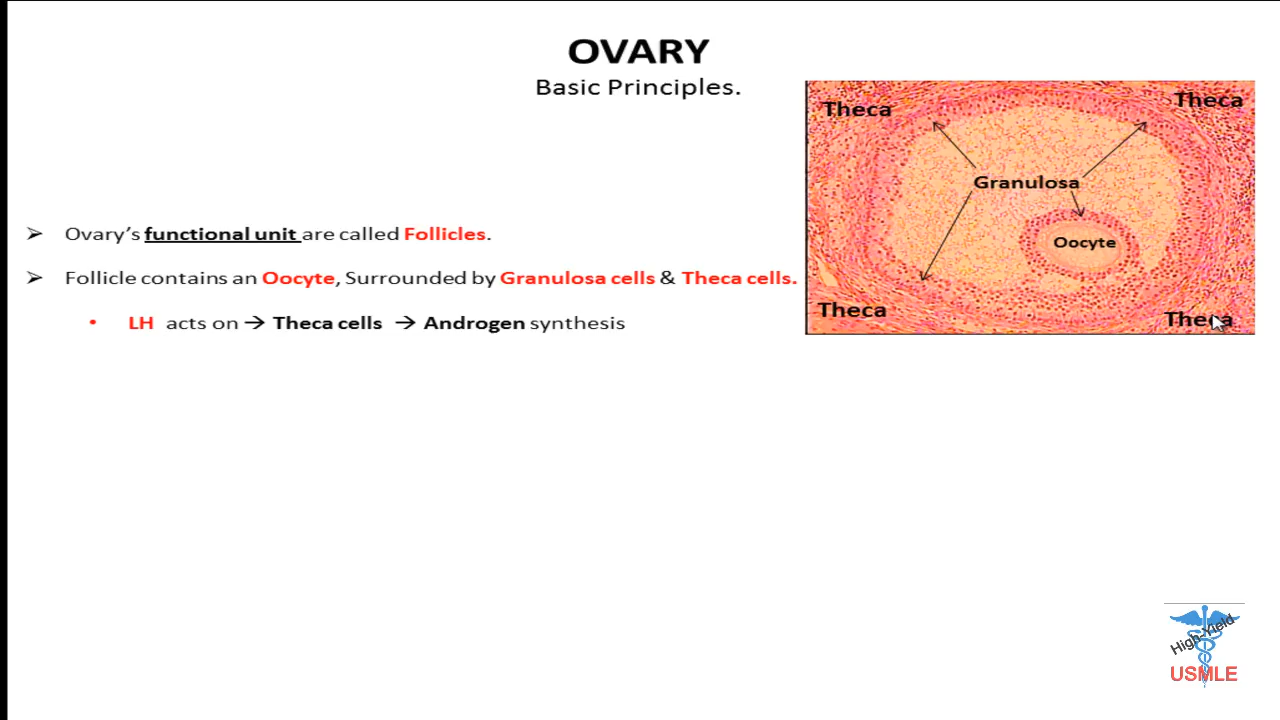 OVARY
Basic Principles.
Theca
Theca
Granulosa
Oocyte
Theca
Theca
➢ Ovary's functional unit are called Follicles.
➢ Follicle contains an Oocyte, Surrounded by Granulosa cells & Theca cells.
• LH acts on → Theca cells → Androgen synthesis
High-Yield
USMLE